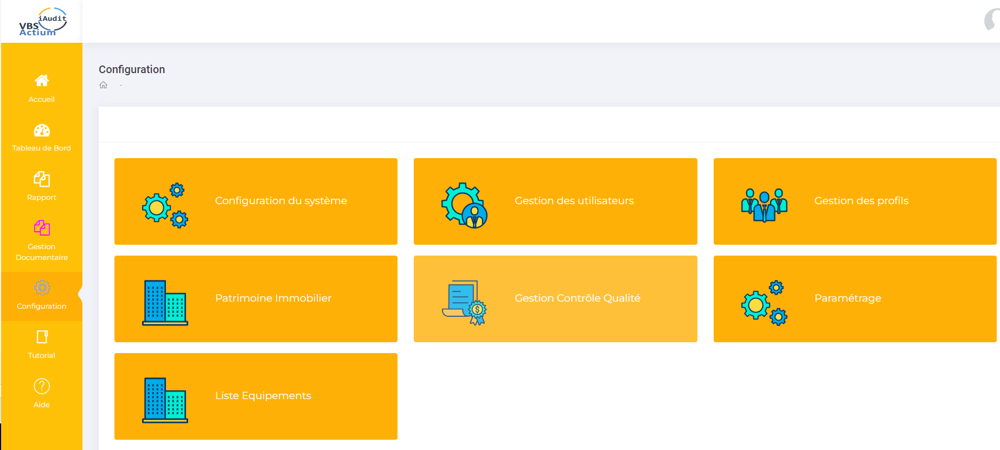 iAudit
VBS
Actium
Configuration
-
Accueil
Tableau de Bord
Rapport
Gestion
Documentaire
Configuration
Tutorial
?
Aide
Configuration du système
Gestion des utilisateurs
Gestion des profils
Patrimoine Immobilier
$
Gestion Contrôle Qualité
Paramétrage
Liste Equipements